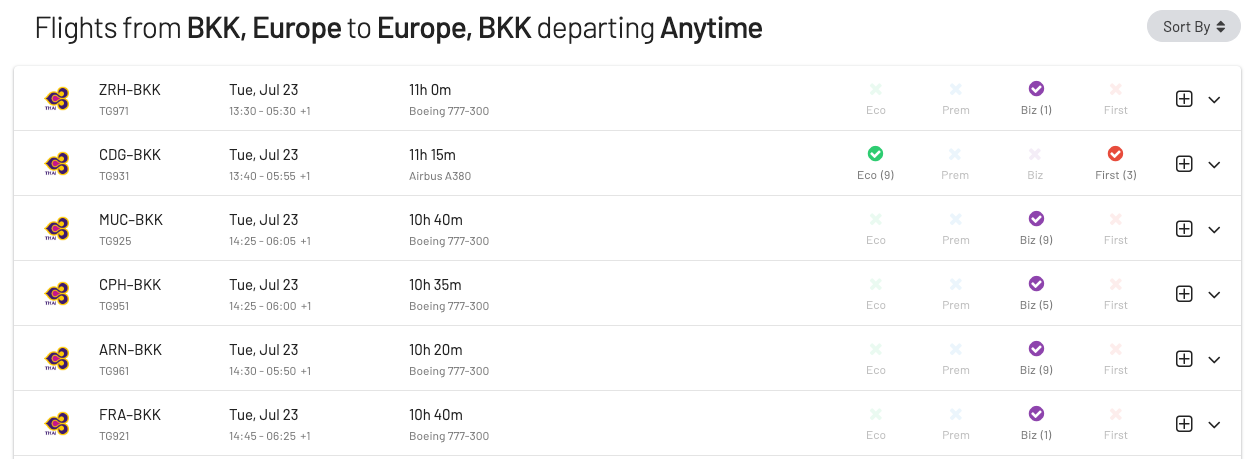 Flights from BKK, Europe to Europe, BKK departing Anytime
Sort By
ZRH–BKK Tue, Jul 23 11h 0m
TG971 13:30 - 05:30 +1 Boeing 777-300 Eco Prem Biz (1) First
THAI
CDG–BKK Tue, Jul 23 11h 15m
TG931 13:40 - 05:55 +1 Airbus A380 Eco (9) Prem Biz First (3)
THAI
MUC–BKK Tue, Jul 23 10h 40m
TG925 14:25 - 06:05 +1 Boeing 777-300 Eco Prem Biz (9) First
THAI
CPH–BKK Tue, Jul 23 10h 35m
TG951 14:25 - 06:00 +1 Boeing 777-300 Eco Prem Biz (5) First
THAI
ARN–BKK Tue, Jul 23 10h 20m
TG961 14:30 - 05:50 +1 Boeing 777-300 Eco Prem Biz (9) First
THAI
FRA–BKK Tue, Jul 23 10h 40m
TG921 14:45 - 06:25 +1 Boeing 777-300 Eco Prem Biz (1) First
THAI